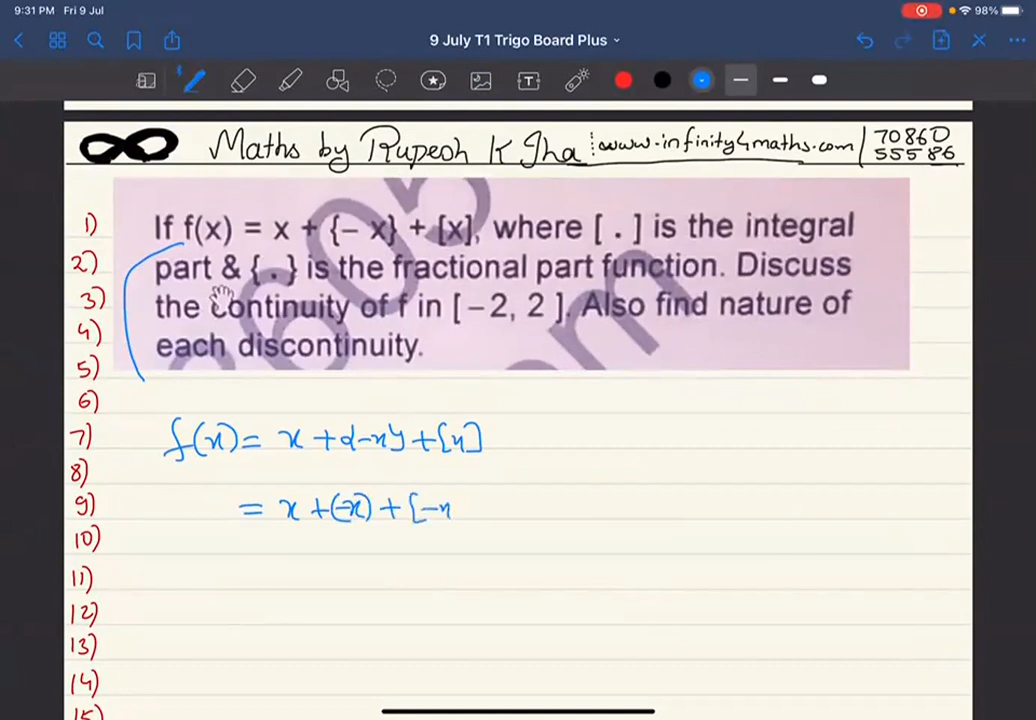 9:31 PM Fri 9 Jul
98%
9 July T1 Trigo Board Plus
Maths by Rupesh K Jha www.infinity4maths.com / 70860 55586
1) If f(x) = x + {– x} + [x], where [ . ] is the integral
2) part & { . } is the fractional part function. Discuss
3) the continuity of f in [ –2, 2 ]. Also find nature of
4)
each discontinuity.
5)
6)
7) f(x) = x + {-x} + [x]
8)
9) = x + (-x) + [-x
10)
11)
12)
13)
14)
15)